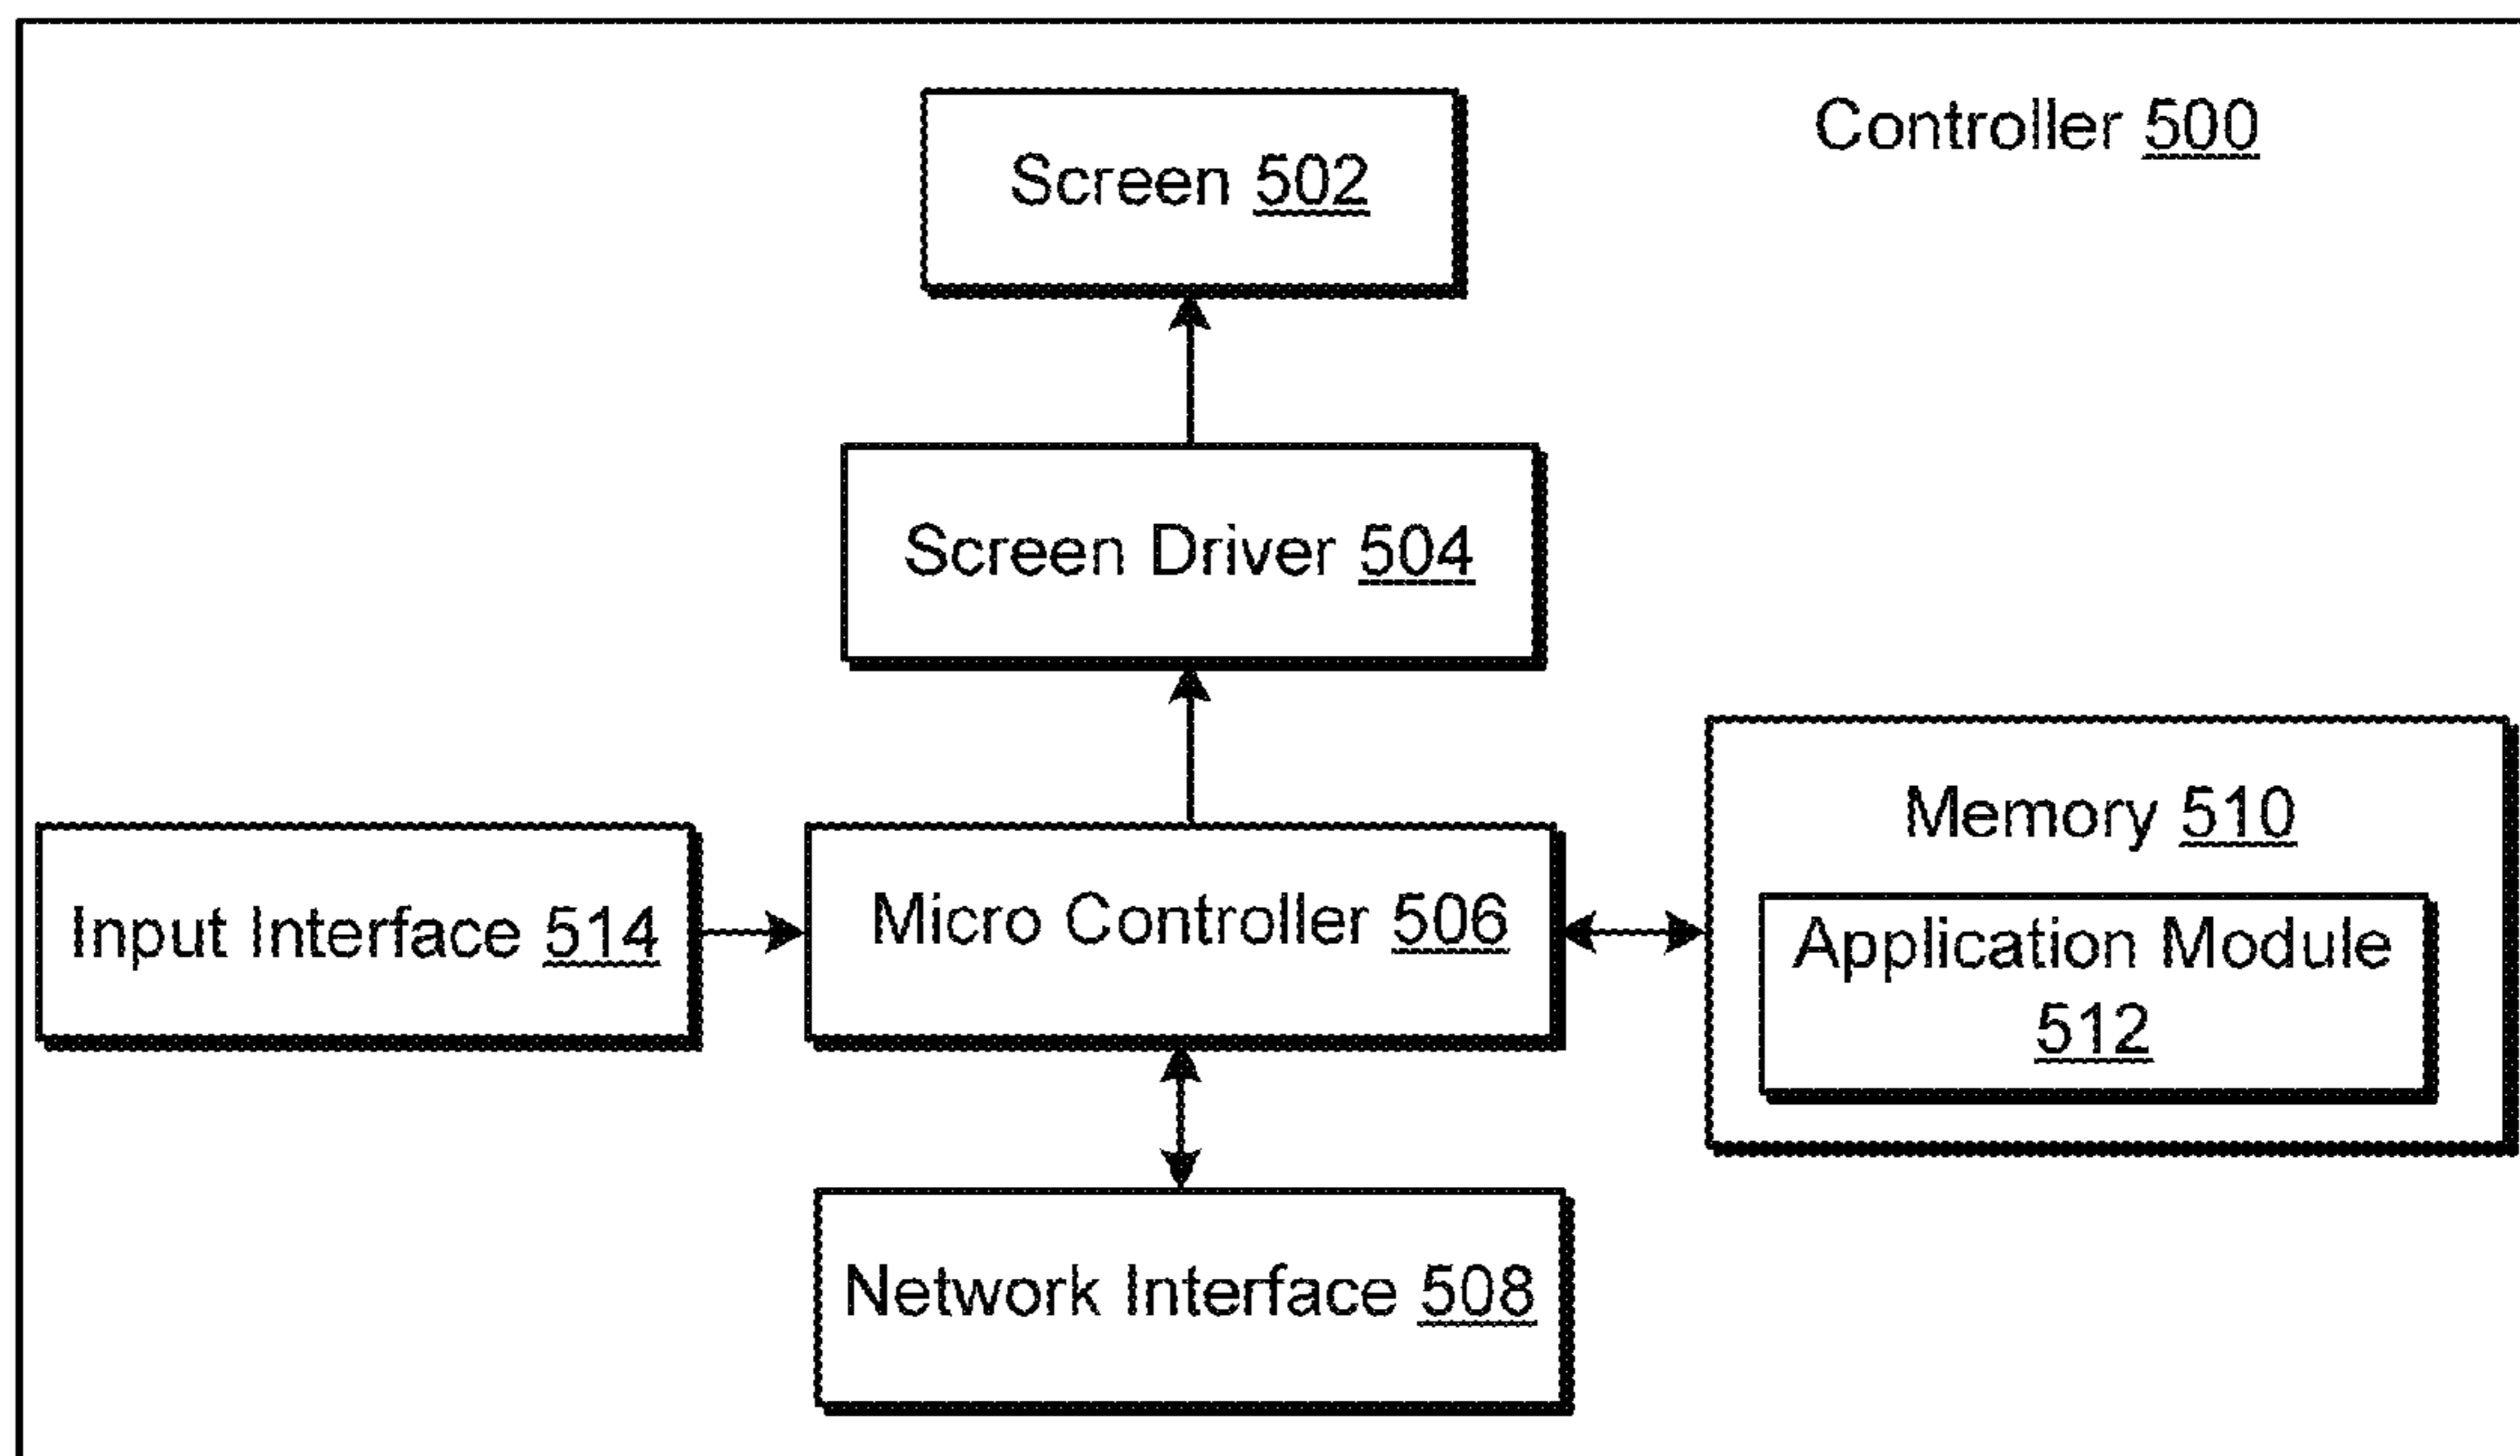 Controller 500
Screen 502
Screen Driver 504
Memory 510
Input Interface 514
Micro Controller 506
Application Module
512
Network Interface 508